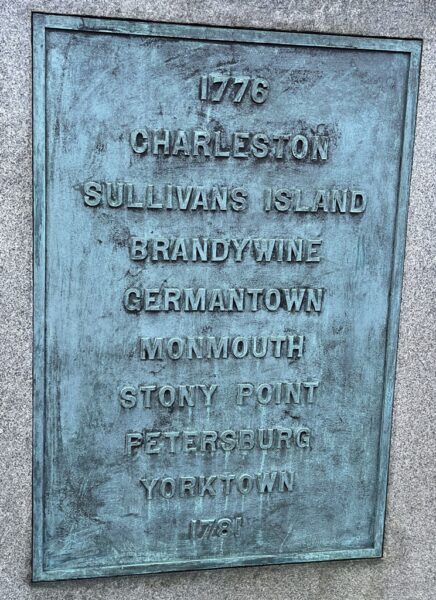 1776
CHARLESTON
SULLIVANS ISLAND
BRANDYWINE
GERMANTOWN
MONMOUTH
STONY POINT
PETERSBURG
YORKTOWN
1781